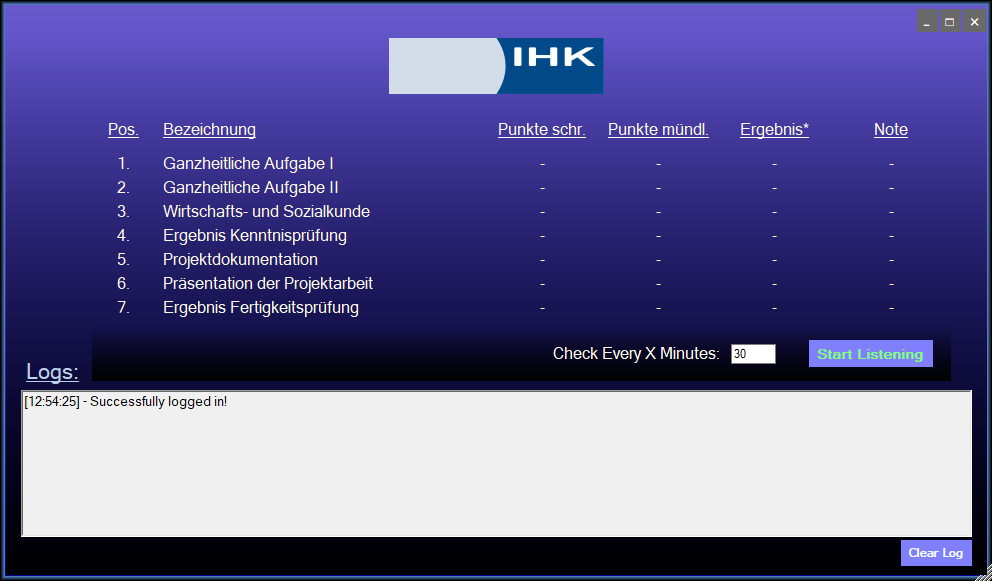 IHK
Pos. Bezeichnung Punkte schr. Punkte mündl. Ergebnis* Note
1. Ganzheitliche Aufgabe I - - - -
2. Ganzheitliche Aufgabe II - - - -
3. Wirtschafts- und Sozialkunde - - - -
4. Ergebnis Kenntnisprüfung - - - -
5. Projektdokumentation - - - -
6. Präsentation der Projektarbeit - - - -
7. Ergebnis Fertigkeitsprüfung - - - -
Check Every X Minutes: 30 Start Listening
Logs:
[12:54:25] - Successfully logged in!
Clear Log